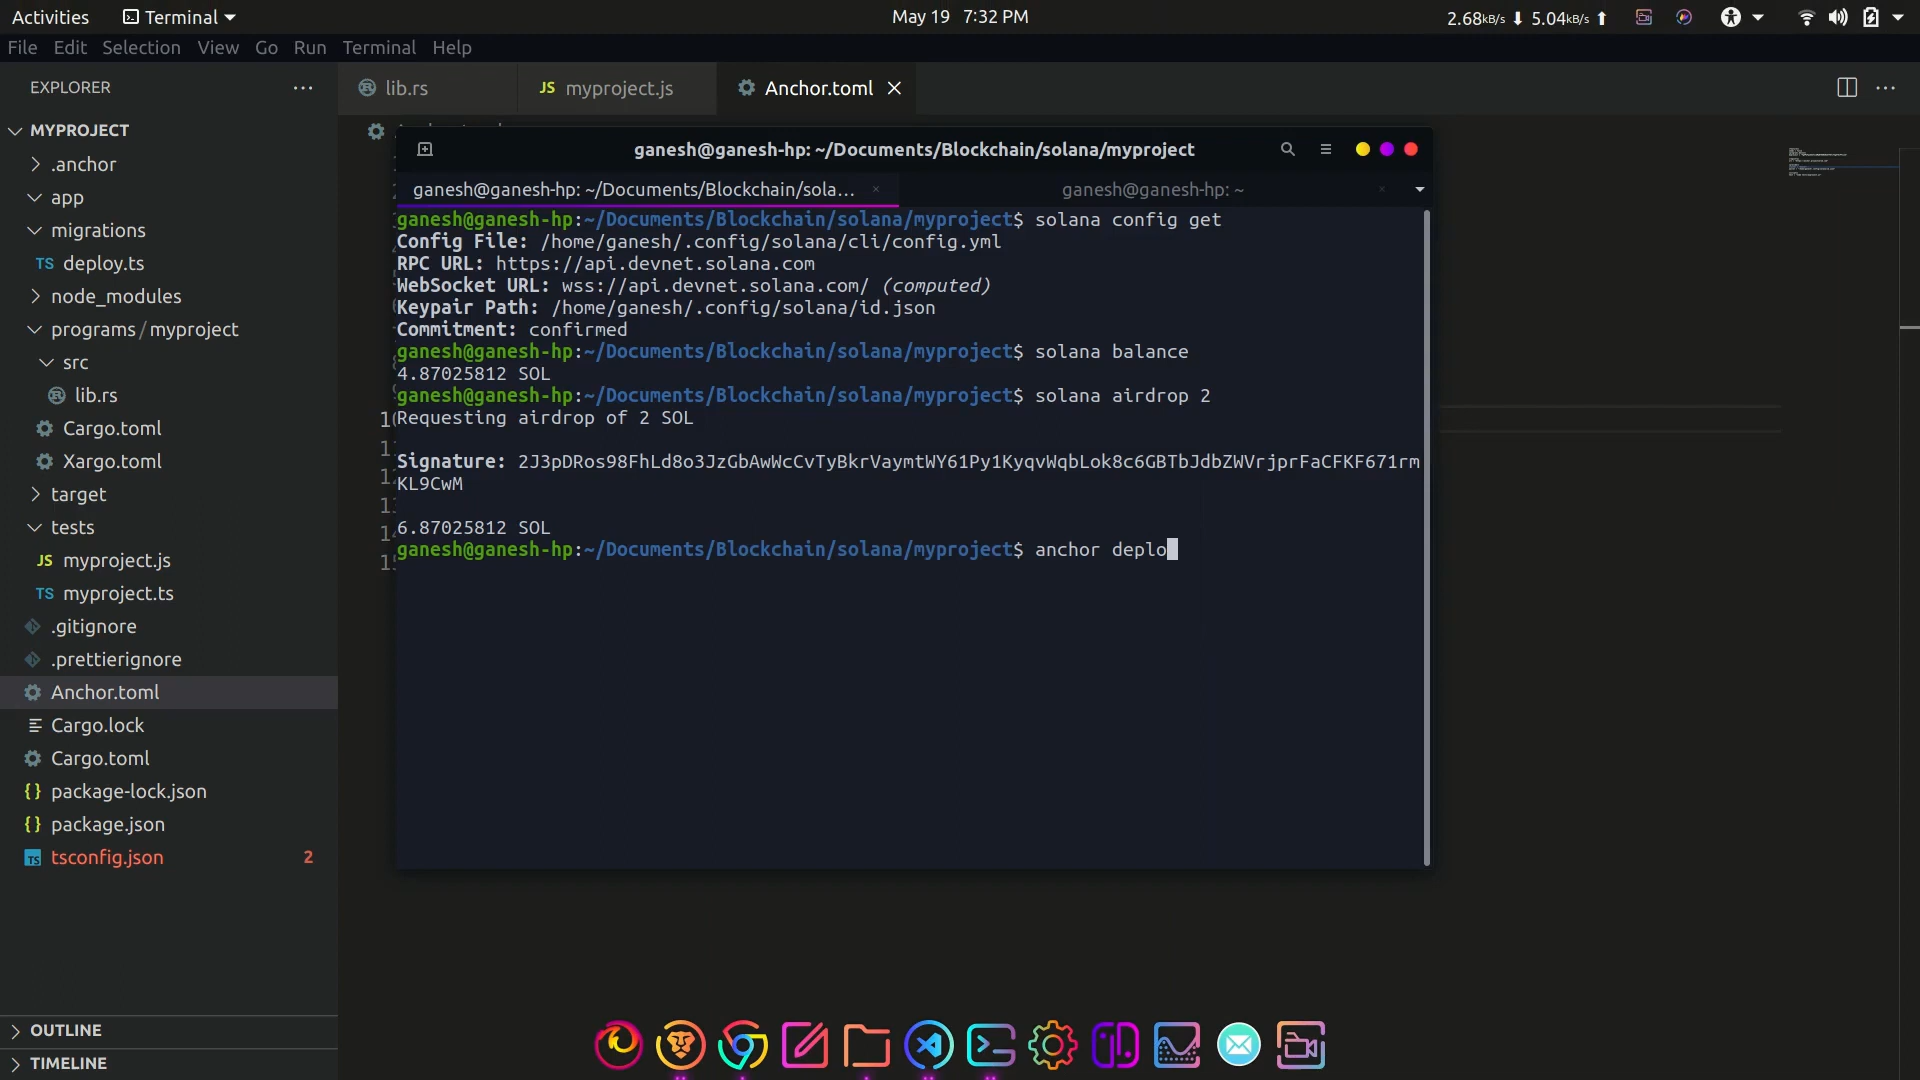 Activities Terminal May 19 7:32 PM 2.68kB/s ⬇ 5.04kB/s ⬆
File Edit Selection View Go Run Terminal Help
EXPLORER
lib.rs
JS myproject.js
Anchor.toml
MYPROJECT
.anchor
app
migrations
TS deploy.ts
node_modules
programs/myproject
src
lib.rs
Cargo.toml
Xargo.toml
target
tests
JS myproject.js
TS myproject.ts
.gitignore
.prettierignore
Anchor.toml
Cargo.lock
Cargo.toml
{} package-lock.json
{} package.json
TS tsconfig.json 2
OUTLINE
TIMELINE
ganesh@ganesh-hp: ~/Documents/Blockchain/solana/myproject
ganesh@ganesh-hp: ~/Documents/Blockchain/sola...
ganesh@ganesh-hp: ~
ganesh@ganesh-hp:~/Documents/Blockchain/solana/myproject$ solana config get
Config File: /home/ganesh/.config/solana/cli/config.yml
RPC URL: https://api.devnet.solana.com
WebSocket URL: wss://api.devnet.solana.com/ (computed)
Keypair Path: /home/ganesh/.config/solana/id.json
Commitment: confirmed
ganesh@ganesh-hp:~/Documents/Blockchain/solana/myproject$ solana balance
4.87025812 SOL
ganesh@ganesh-hp:~/Documents/Blockchain/solana/myproject$ solana airdrop 2
Requesting airdrop of 2 SOL
Signature: 2J3pDRos98FhLd8o3JzGbAwWcCvTyBkrVaymtWY61Py1KyqvWqbLok8c6GBTbJdbZWVrjprFaCFKF671rm
KL9CwM
6.87025812 SOL
ganesh@ganesh-hp:~/Documents/Blockchain/solana/myproject$ anchor deplo